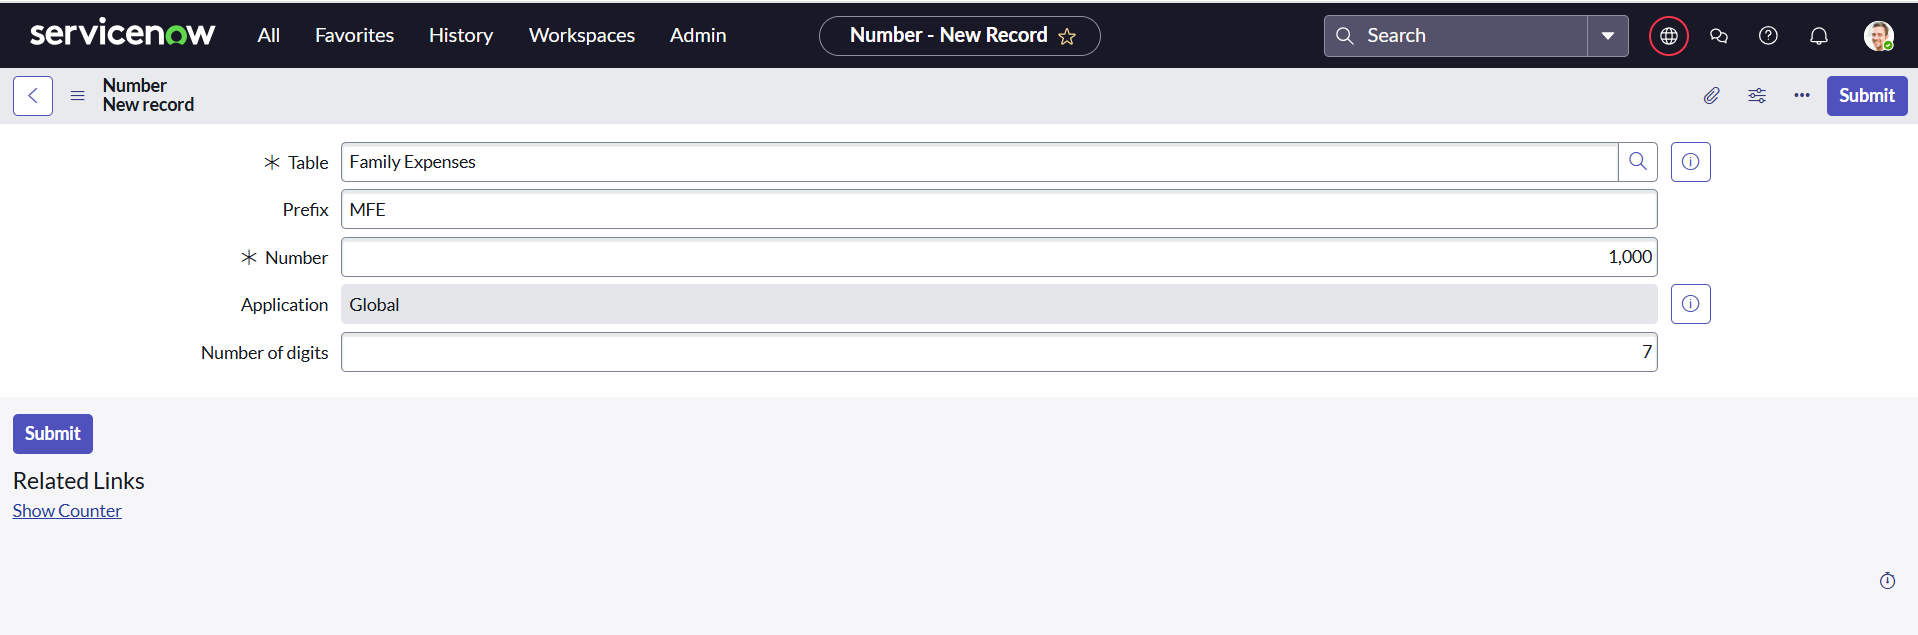 servicenow All Favorites History Workspaces Admin Number - New Record Search
Number
New record
Submit
Table Family Expenses
Prefix MFE
Number 1,000
Application Global
Number of digits 7
Submit
Related Links
Show Counter